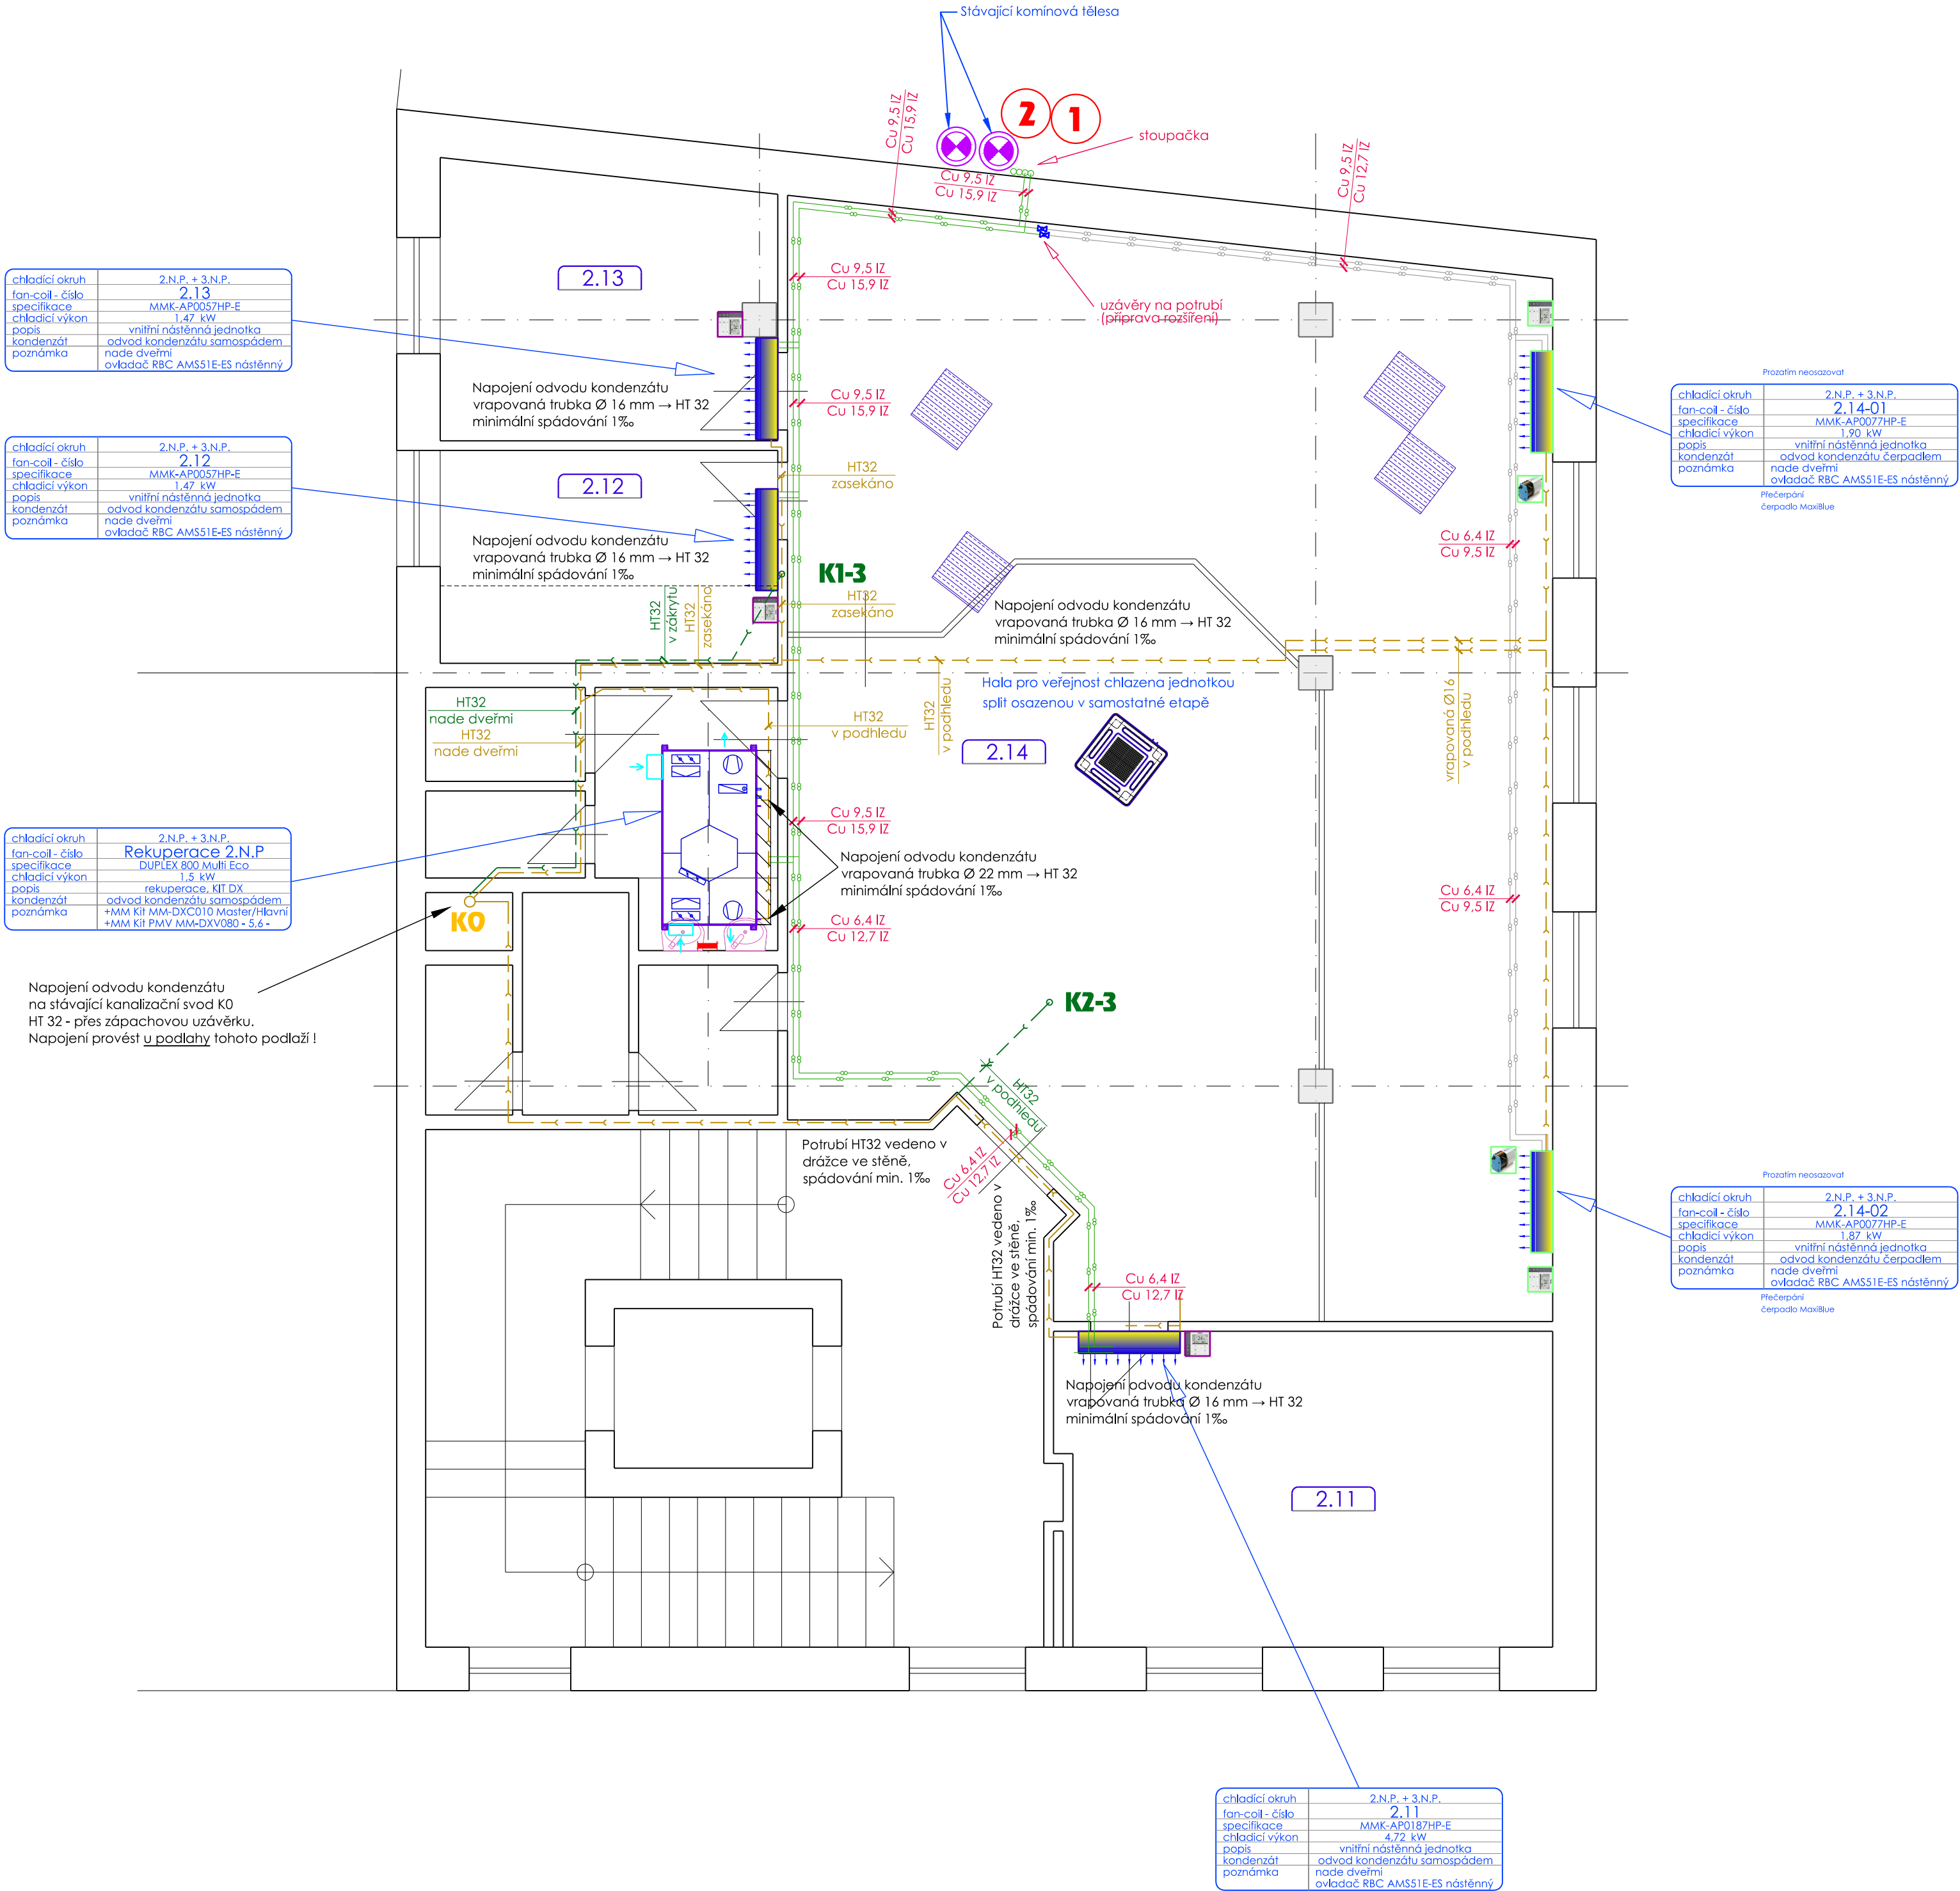 Stávající komínová tělesa
2
1
stoupačka
Cu 9,5 IZ
Cu 15,9 IZ
Cu 9,5 IZ
Cu 15,9 IZ
Cu 9,5 IZ
Cu 12,7 IZ
uzávěry na potrubí
(příprava rozšíření)
2.13
Cu 9,5 IZ
Cu 15,9 IZ
chladící okruh 2.N.P. + 3.N.P.
fan-coil - číslo 2.13
specifikace MMK-AP0057HP-E
chladicí výkon 1,47 kW
popis vnitřní nástěnná jednotka
kondenzát odvod kondenzátu samospádem
poznámka nade dveřmi
ovladač RBC AMS51E-ES nástěnný
Napojení odvodu kondenzátu
vrapovaná trubka Ø 16 mm → HT 32
minimální spádování 1‰
Cu 9,5 IZ
Cu 15,9 IZ
Prozatím neosazovat
chladící okruh 2.N.P. + 3.N.P.
fan-coil - číslo 2.14-01
specifikace MMK-AP0077HP-E
chladicí výkon 1,90 kW
popis vnitřní nástěnná jednotka
kondenzát odvod kondenzátu čerpadlem
poznámka nade dveřmi
ovladač RBC AMS51E-ES nástěnný
Přečerpání
čerpadlo MaxiBlue
chladící okruh 2.N.P. + 3.N.P.
fan-coil - číslo 2.12
specifikace MMK-AP0057HP-E
chladicí výkon 1,47 kW
popis vnitřní nástěnná jednotka
kondenzát odvod kondenzátu samospádem
poznámka nade dveřmi
ovladač RBC AMS51E-ES nástěnný
2.12
HT32
zasekáno
Napojení odvodu kondenzátu
vrapovaná trubka Ø 16 mm → HT 32
minimální spádování 1‰
Cu 6,4 IZ
Cu 9,5 IZ
K1-3
HT32
zasekáno
HT32
v zákrytu
HT32
zasekáno
Napojení odvodu kondenzátu
vrapovaná trubka Ø 16 mm → HT 32
minimální spádování 1‰
Hala pro veřejnost chlazena jednotkou
split osazenou v samostatné etapě
HT32
nade dveřmi
HT32
nade dveřmi
HT32
v podhledu
HT32
v podhledu
vrapovaná Ø16
v podhledu
2.14
Cu 9,5 IZ
Cu 15,9 IZ
chladící okruh 2.N.P. + 3.N.P.
fan-coil - číslo Rekuperace 2.N.P
specifikace DUPLEX 800 Multi Eco
chladicí výkon 1,5 kW
popis rekuperace, KIT DX
kondenzát odvod kondenzátu samospádem
poznámka +MM Kit MM-DXC010 Master/Hlavní
+MM Kit PMV MM-DXV080 - 5,6 -
Napojení odvodu kondenzátu
vrapovaná trubka Ø 22 mm → HT 32
minimální spádování 1‰
Cu 6,4 IZ
Cu 9,5 IZ
K0
Cu 6,4 IZ
Cu 12,7 IZ
Napojení odvodu kondenzátu
na stávající kanalizační svod K0
HT 32 - přes zápachovou uzávěrku.
Napojení provést u podlahy tohoto podlaží !
K2-3
HT32
v podhledu
Potrubí HT32 vedeno v
drážce ve stěně,
spádování min. 1‰
Cu 6,4 IZ
Cu 12,7 IZ
Potrubí HT32 vedeno v
drážce ve stěně,
spádování min. 1‰
Prozatím neosazovat
chladící okruh 2.N.P. + 3.N.P.
fan-coil - číslo 2.14-02
specifikace MMK-AP0077HP-E
chladicí výkon 1,87 kW
popis vnitřní nástěnná jednotka
kondenzát odvod kondenzátu čerpadlem
poznámka nade dveřmi
ovladač RBC AMS51E-ES nástěnný
Přečerpání
čerpadlo MaxiBlue
Cu 6,4 IZ
Cu 12,7 IZ
Napojení odvodu kondenzátu
vrapovaná trubka Ø 16 mm → HT 32
minimální spádování 1‰
2.11
chladící okruh 2.N.P. + 3.N.P.
fan-coil - číslo 2.11
specifikace MMK-AP0187HP-E
chladicí výkon 4,72 kW
popis vnitřní nástěnná jednotka
kondenzát odvod kondenzátu samospádem
poznámka nade dveřmi
ovladač RBC AMS51E-ES nástěnný